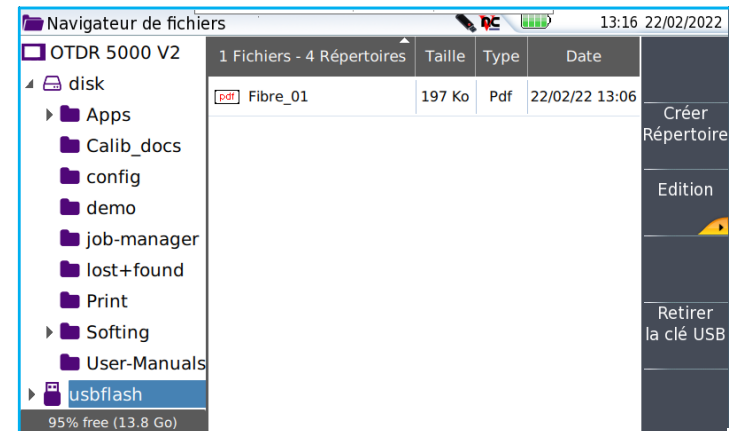 Navigateur de fichiers
13:16 22/02/2022
OTDR 5000 V2
disk
Apps
Calib_docs
config
demo
job-manager
lost+found
Print
Softing
User-Manuals
usbflash
95% free (13.8 Go)
1 Fichiers - 4 Répertoires Taille Type Date
pdf Fibre_01 197 Ko Pdf 22/02/22 13:06
Créer
Répertoire
Edition
Retirer
la clé USB